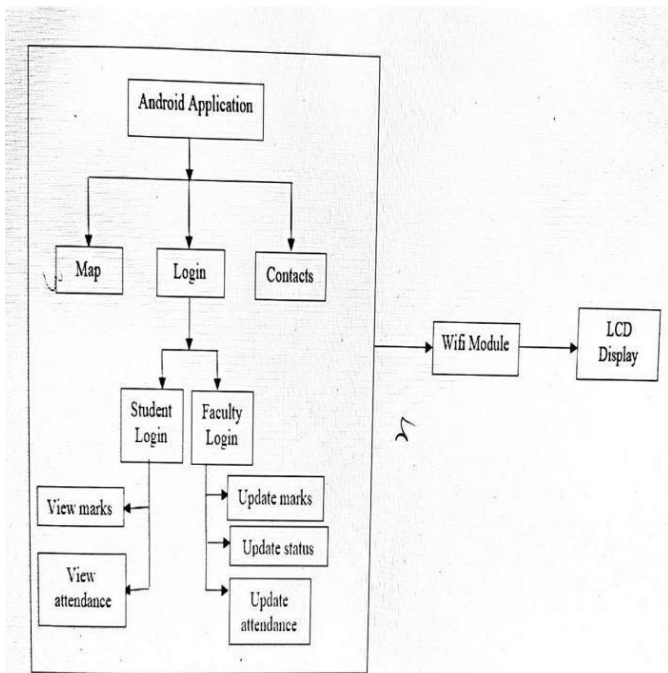 Android Application
Map
Login
Contacts
Wifi Module
LCD
Display
Student
Login
Faculty
Login
View marks
Update marks
Update status
View
attendance
Update
attendance